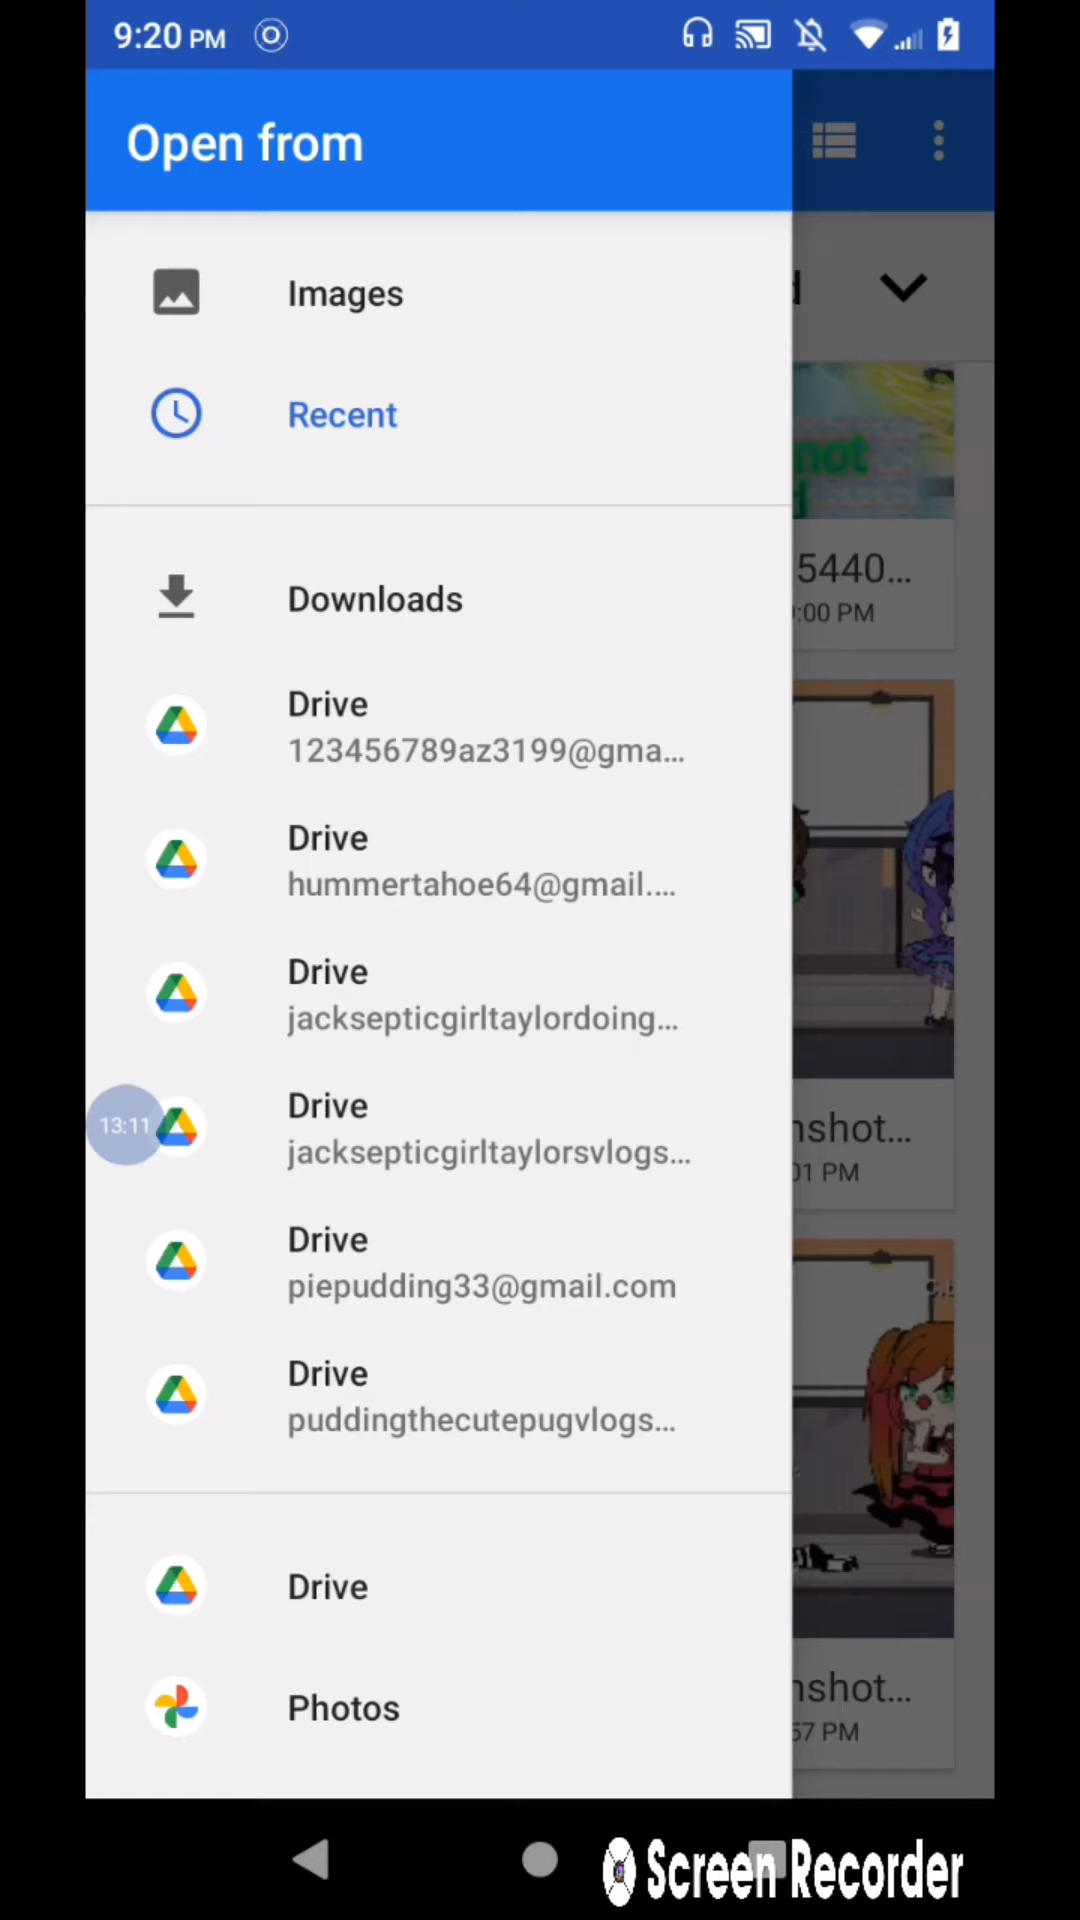 9:20 PM
Open from
Images
Recent
not
5440...
:00 PM
Downloads
Drive
123456789az3199@gma...
Drive
hummertahoe64@gmail....
Drive
jacksepticgirltaylordoing...
13:11
Drive
jacksepticgirltaylorsvlogs...
nshot...
01 PM
Drive
piepudding33@gmail.com
Drive
puddingthecutepugvlogs...
Drive
nshot...
57 PM
Photos
Screen Recorder